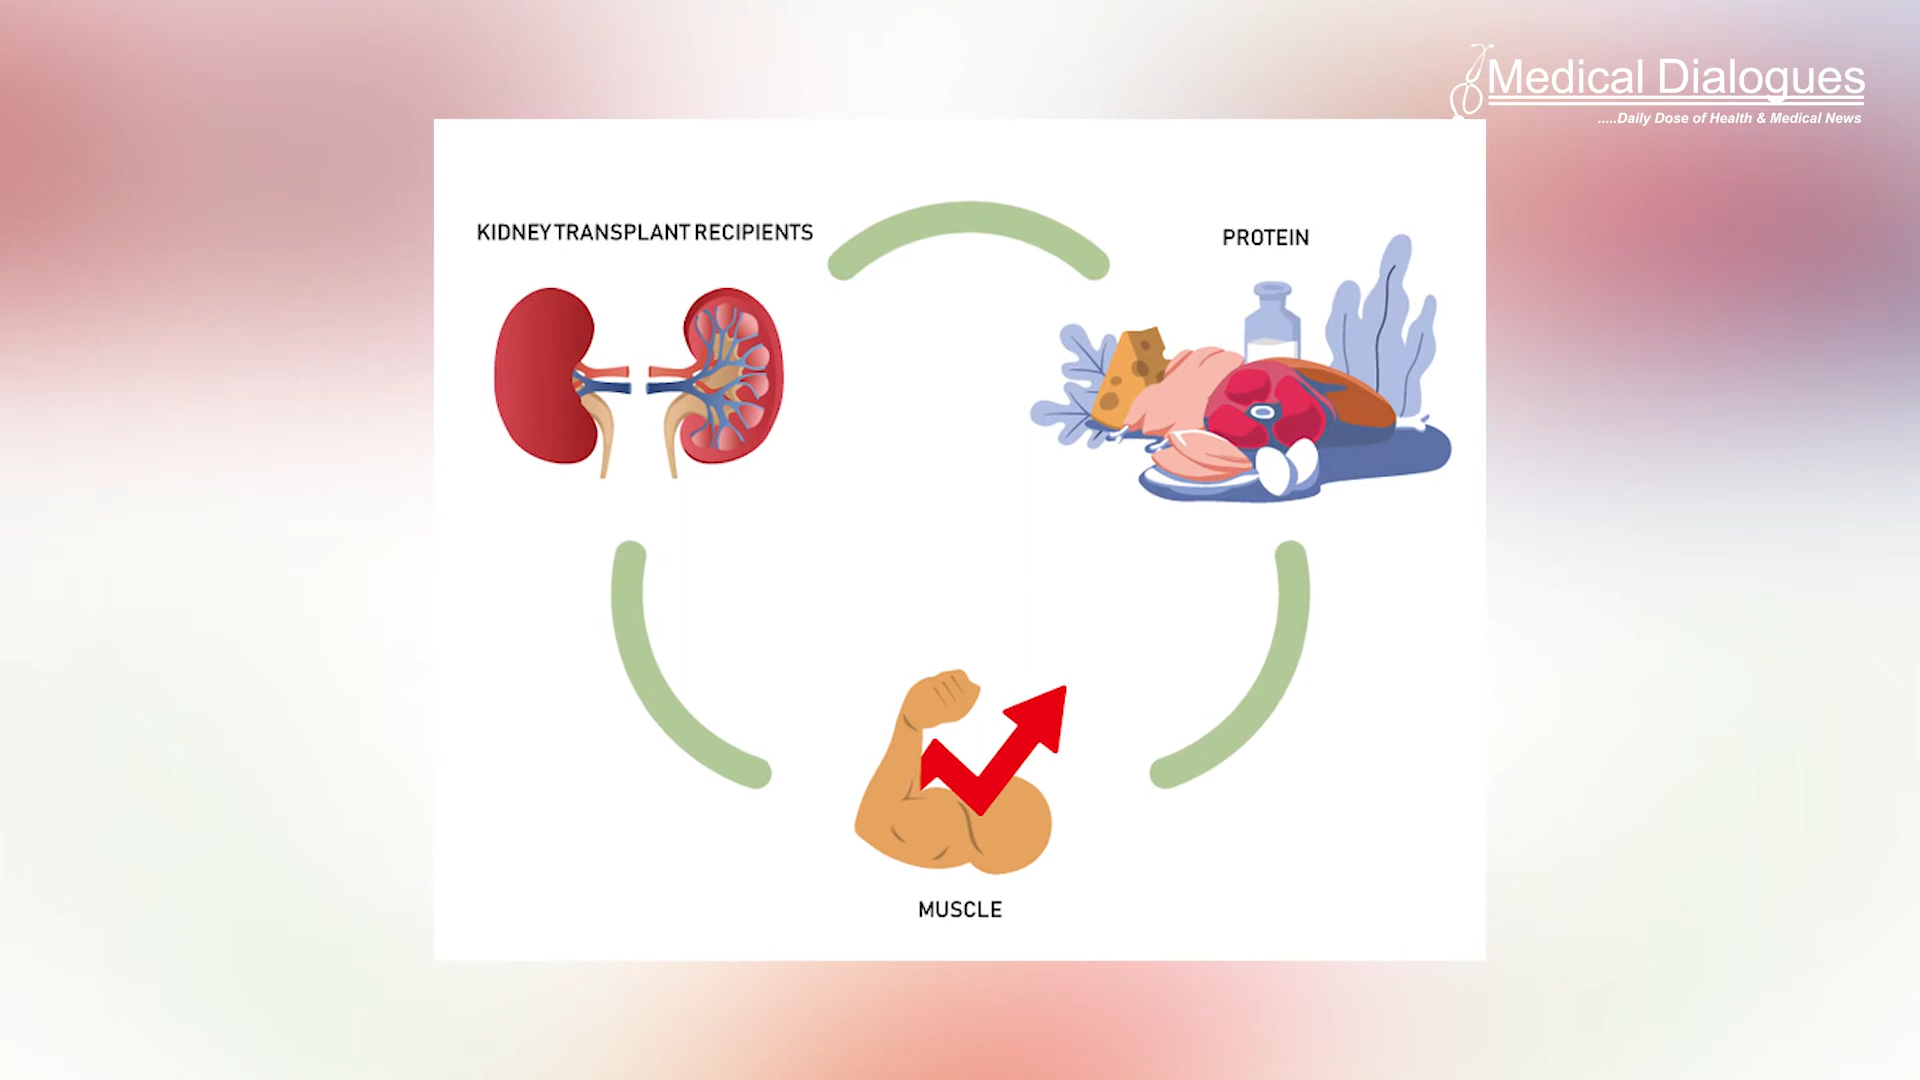 Medical Dialogues
.....Daily Dose of Health & Medical News
KIDNEY TRANSPLANT RECIPIENTS
PROTEIN
MUSCLE